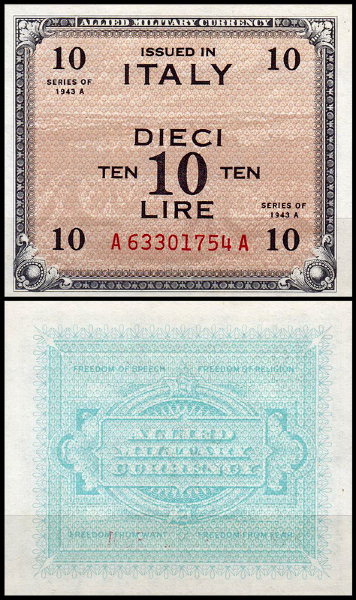 ALLIED MILITARY CURRENCY
10 ISSUED IN 10
ITALY
SERIES OF
1943 A
DIECI
TEN 10 TEN
LIRE
SERIES OF
1943 A
10 A63301754A 10
FREEDOM OF SPEECH FREEDOM OF RELIGION
ALLIED
MILITARY
CURRENCY
FREEDOM FROM WANT FREEDOM FROM FEAR